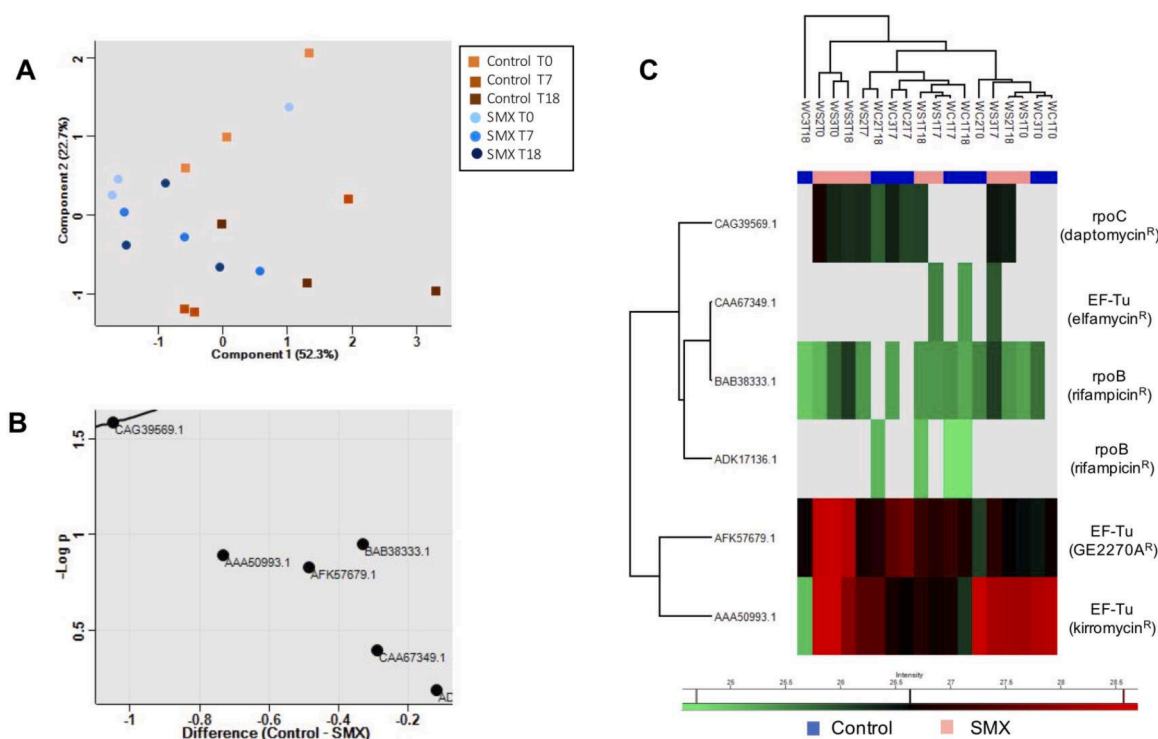 A
2
1
0
-1
Component 2 (22.7%)
-1
0
1
2
3
Component 1 (52.3%)
Control T0
Control T7
Control T18
SMX T0
SMX T7
SMX T18
B
1.5
1
0.5
-Log p
CAG39569.1
AAA50993.1
AFK57679.1
BAB38333.1
CAA67349.1
AD
-1
-0.8
-0.6
-0.4
-0.2
Difference (Control - SMX)
C
WC3T18
WS2T0
WS3T0
WS3T18
WS2T7
WC2T18
WC3T7
WC2T7
WS1T18
WS1T7
WC1T7
WC1T18
WC2T0
WS3T7
WS2T18
WS1T0
WS1T18
WC3T0
WC1T0
CAG39569.1
rpoC
(daptomycinR)
CAA67349.1
EF-Tu
(elfamycinR)
BAB38333.1
rpoB
(rifampicinR)
ADK17136.1
rpoB
(rifampicinR)
AFK57679.1
EF-Tu
(GE2270AR)
AAA50993.1
EF-Tu
(kirromycinR)
Intensity
25
26
26.5
27
27.5
28
28.5
Control
SMX